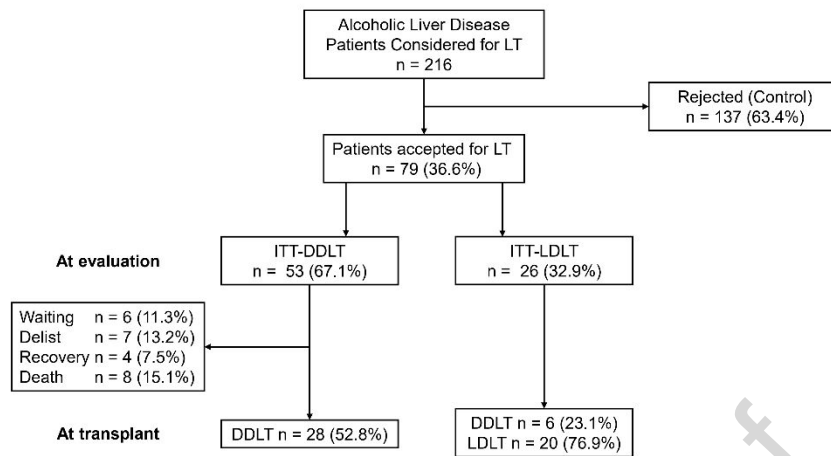 Alcoholic Liver Disease
Patients Considered for LT
n = 216
Rejected (Control)
n = 137 (63.4%)
Patients accepted for LT
n = 79 (36.6%)
At evaluation
ITT-DDLT
n = 53 (67.1%)
ITT-LDLT
n = 26 (32.9%)
Waiting n = 6 (11.3%)
Delist n = 7 (13.2%)
Recovery n = 4 (7.5%)
Death n = 8 (15.1%)
At transplant
DDLT n = 28 (52.8%)
DDLT n = 6 (23.1%)
LDLT n = 20 (76.9%)
f